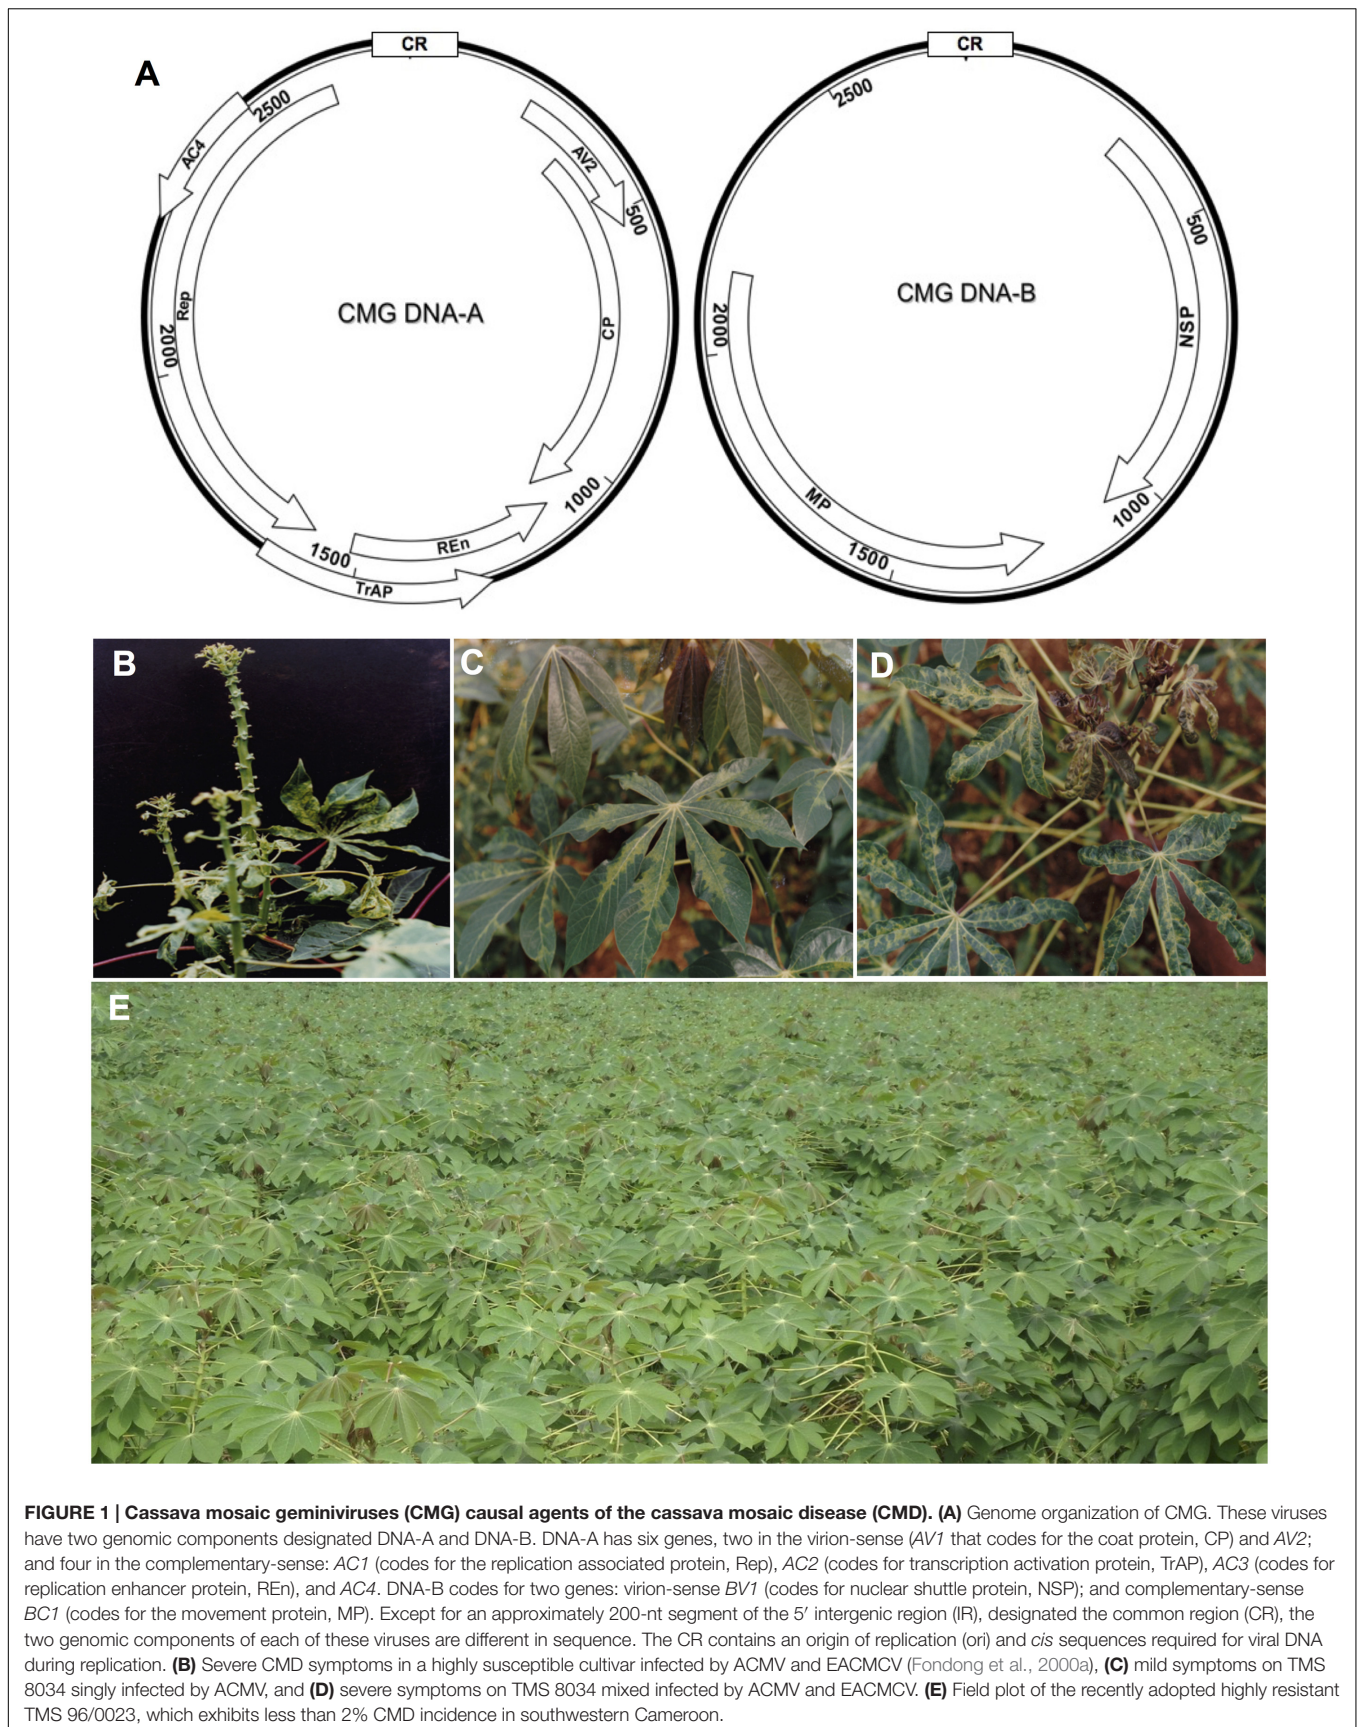 A
CR
2500
AC4
AV2
500
Rep
CMG DNA-A
CP
2000
1000
REn
1500
TrAP
CR
2500
500
CMG DNA-B
2000
NSP
MP
1000
1500
B
C
D
E
FIGURE 1 | Cassava mosaic geminiviruses (CMG) causal agents of the cassava mosaic disease (CMD). (A) Genome organization of CMG. These viruses
have two genomic components designated DNA-A and DNA-B. DNA-A has six genes, two in the virion-sense (AV1 that codes for the coat protein, CP) and AV2;
and four in the complementary-sense: AC1 (codes for the replication associated protein, Rep), AC2 (codes for transcription activation protein, TrAP), AC3 (codes for
replication enhancer protein, REn), and AC4. DNA-B codes for two genes: virion-sense BV1 (codes for nuclear shuttle protein, NSP); and complementary-sense
BC1 (codes for the movement protein, MP). Except for an approximately 200-nt segment of the 5′ intergenic region (IR), designated the common region (CR), the
two genomic components of each of these viruses are different in sequence. The CR contains an origin of replication (ori) and cis sequences required for viral DNA
during replication. (B) Severe CMD symptoms in a highly susceptible cultivar infected by ACMV and EACMCV (Fondong et al., 2000a), (C) mild symptoms on TMS
8034 singly infected by ACMV, and (D) severe symptoms on TMS 8034 mixed infected by ACMV and EACMCV. (E) Field plot of the recently adopted highly resistant
TMS 96/0023, which exhibits less than 2% CMD incidence in southwestern Cameroon.